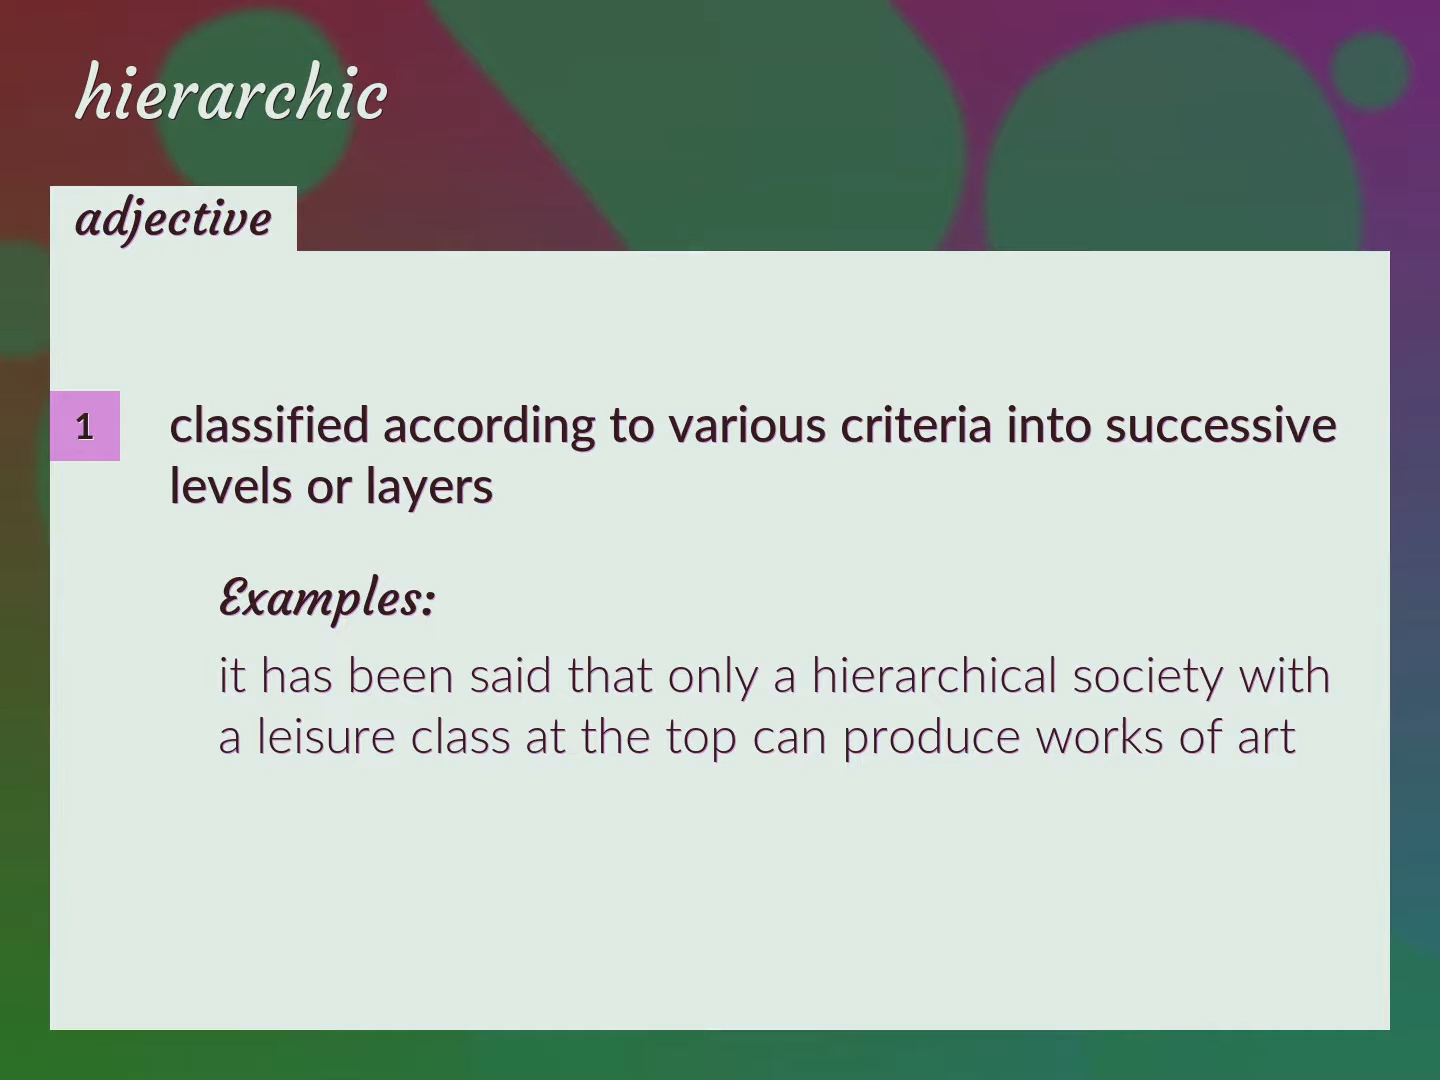 hierarchic
adjective
1
classified according to various criteria into successive
levels or layers
Examples:
it has been said that only a hierarchical society with
a leisure class at the top can produce works of art